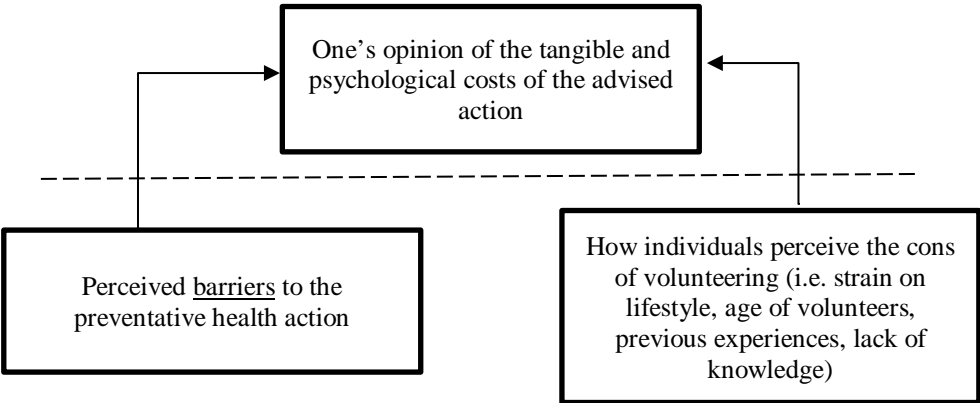 One’s opinion of the tangible and
psychological costs of the advised
action
Perceived barriers to the
preventative health action
How individuals perceive the cons
of volunteering (i.e. strain on
lifestyle, age of volunteers,
previous experiences, lack of
knowledge)